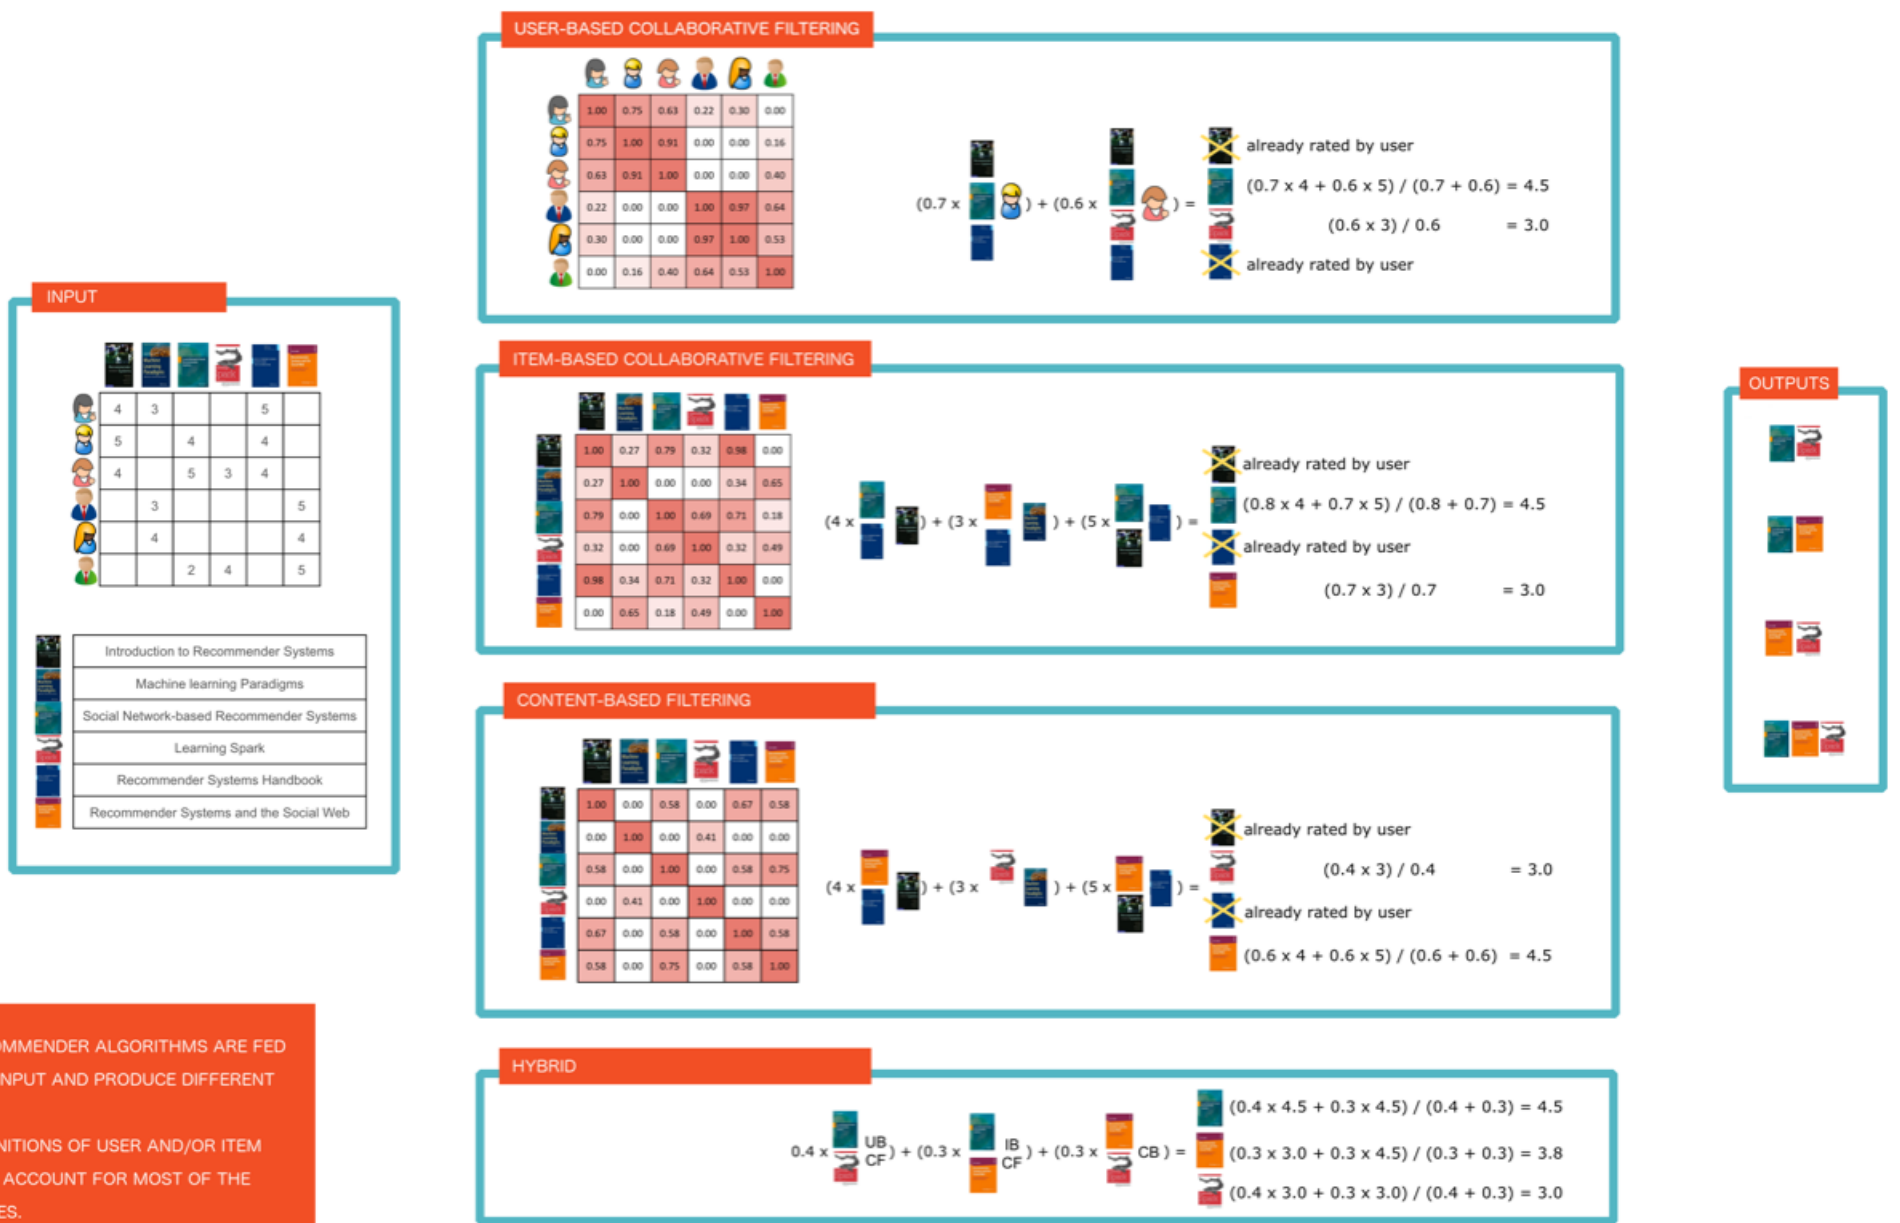 INPUT
4 3 5
5 4 4
4 5 3 4
3 5
4 4
2 4 5
Introduction to Recommender Systems
Machine learning Paradigms
Social Network-based Recommender Systems
Learning Spark
Recommender Systems Handbook
Recommender Systems and the Social Web
OMMENDER ALGORITHMS ARE FED
INPUT AND PRODUCE DIFFERENT
NITIONS OF USER AND/OR ITEM
ACCOUNT FOR MOST OF THE
ES.
USER-BASED COLLABORATIVE FILTERING
1.00 0.75 0.63 0.22 0.30 0.00
0.75 1.00 0.91 0.00 0.00 0.16
0.63 0.91 1.00 0.00 0.00 0.40
0.22 0.00 0.00 1.00 0.97 0.64
0.30 0.00 0.00 0.97 1.00 0.53
0.00 0.16 0.40 0.64 0.53 1.00
(0.7 x ) + (0.6 x ) =
already rated by user
(0.7 x 4 + 0.6 x 5) / (0.7 + 0.6) = 4.5
(0.6 x 3) / 0.6 = 3.0
already rated by user
ITEM-BASED COLLABORATIVE FILTERING
1.00 0.27 0.79 0.32 0.98 0.00
0.27 1.00 0.00 0.00 0.34 0.65
0.79 0.00 1.00 0.69 0.71 0.18
0.32 0.00 0.69 1.00 0.32 0.49
0.98 0.34 0.71 0.32 1.00 0.00
0.00 0.65 0.18 0.49 0.00 1.00
(4 x ) + (3 x ) + (5 x ) =
already rated by user
(0.8 x 4 + 0.7 x 5) / (0.8 + 0.7) = 4.5
already rated by user
(0.7 x 3) / 0.7 = 3.0
CONTENT-BASED FILTERING
1.00 0.00 0.58 0.00 0.67 0.58
0.00 1.00 0.00 0.41 0.00 0.00
0.58 0.00 1.00 0.00 0.58 0.75
0.00 0.41 0.00 1.00 0.00 0.00
0.67 0.00 0.58 0.00 1.00 0.58
0.58 0.00 0.75 0.00 0.58 1.00
(4 x ) + (3 x ) + (5 x ) =
already rated by user
(0.4 x 3) / 0.4 = 3.0
already rated by user
(0.6 x 4 + 0.6 x 5) / (0.6 + 0.6) = 4.5
HYBRID
0.4 x UB CF ) + (0.3 x IB CF ) + (0.3 x CB ) =
(0.4 x 4.5 + 0.3 x 4.5) / (0.4 + 0.3) = 4.5
(0.3 x 3.0 + 0.3 x 4.5) / (0.3 + 0.3) = 3.8
(0.4 x 3.0 + 0.3 x 3.0) / (0.4 + 0.3) = 3.0
OUTPUTS